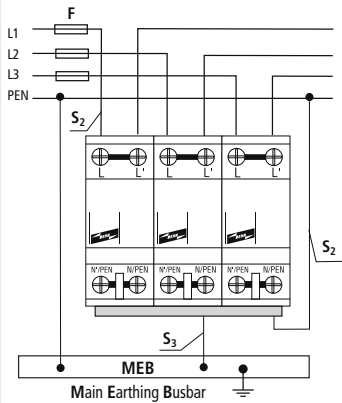 F
L1
L2
L3
PEN
S2
L L' L L' L L'
N'/PEN N/PEN N'/PEN N/PEN N'/PEN N/PEN
S2
S3
MEB
Main Earthing Busbar